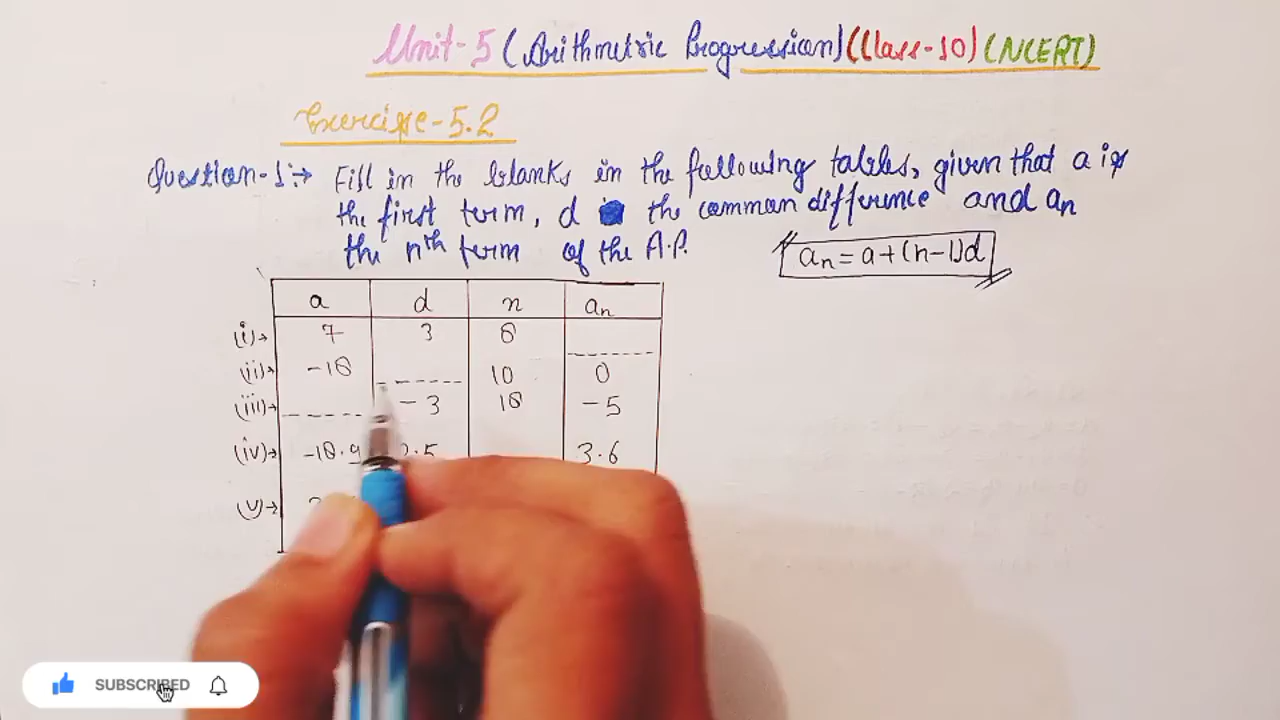 Unit-5 (Arithmetric Progression) (Class-10) (NCERT)
Exercise-5.2
Question-1:→ Fill in the blanks in the following tables, given that a is
the first term, d the common difference and an
the nth term of the A.P.
an = a+(n-1)d
a d n an
(i)→ 7 3 8
(ii)→ -18 10 0
(iii)→ -3 18 -5
(iv)→ -18.9 .5 3.6
(v)→
SUBSCRIBED